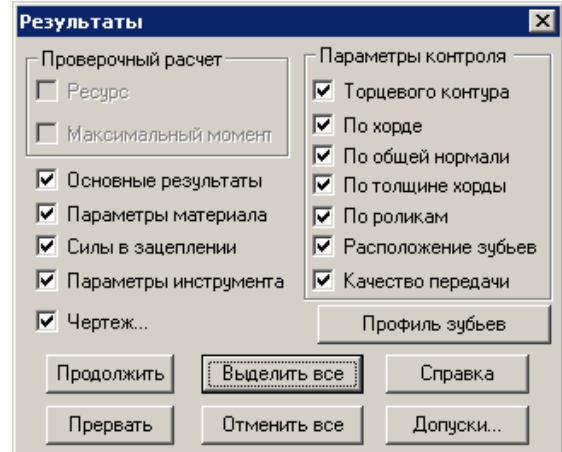 Результаты
Проверочный расчет
Ресурс
Максимальный момент
Основные результаты
Параметры материала
Силы в зацеплении
Параметры инструмента
Чертеж...
Параметры контроля
Торцевого контура
По хорде
По общей нормали
По толщине хорды
По роликам
Расположение зубьев
Качество передачи
Профиль зубьев
Продолжить
Выделить все
Справка
Прервать
Отменить все
Допуски...